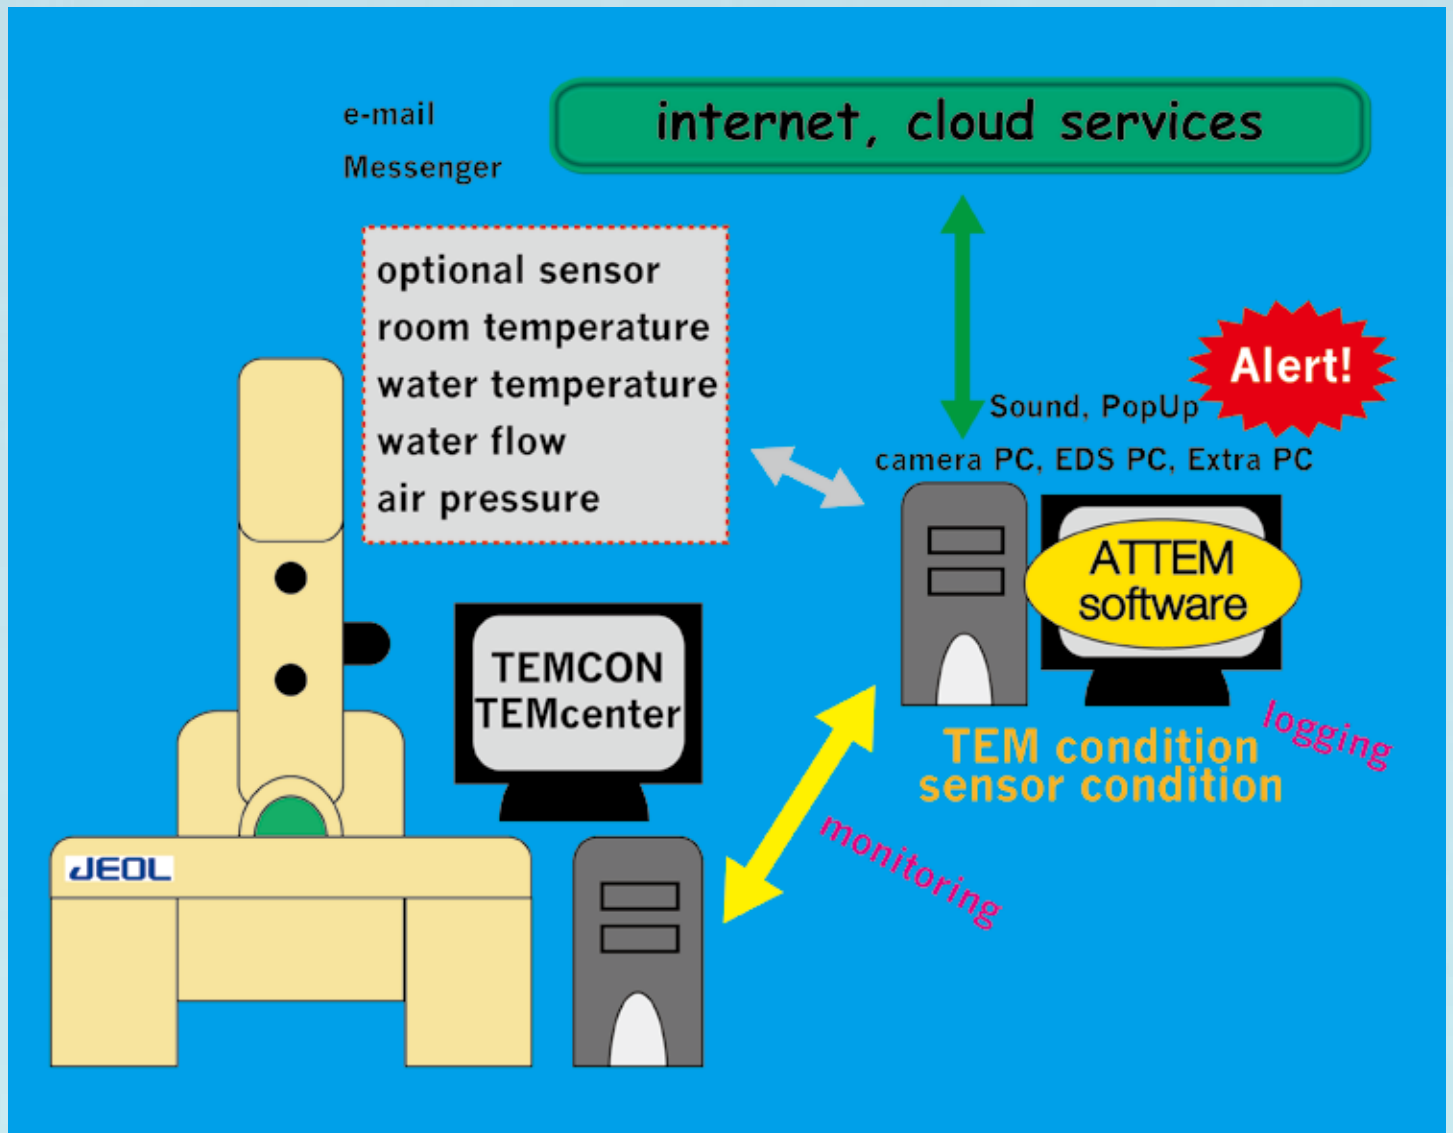 e-mail
Messenger
internet, cloud services
optional sensor
room temperature
water temperature
water flow
air pressure
Alert!
Sound, PopUp
camera PC, EDS PC, Extra PC
ATTEM
software
TEMCON
TEMcenter
TEM condition
sensor condition
logging
monitoring
JEOL